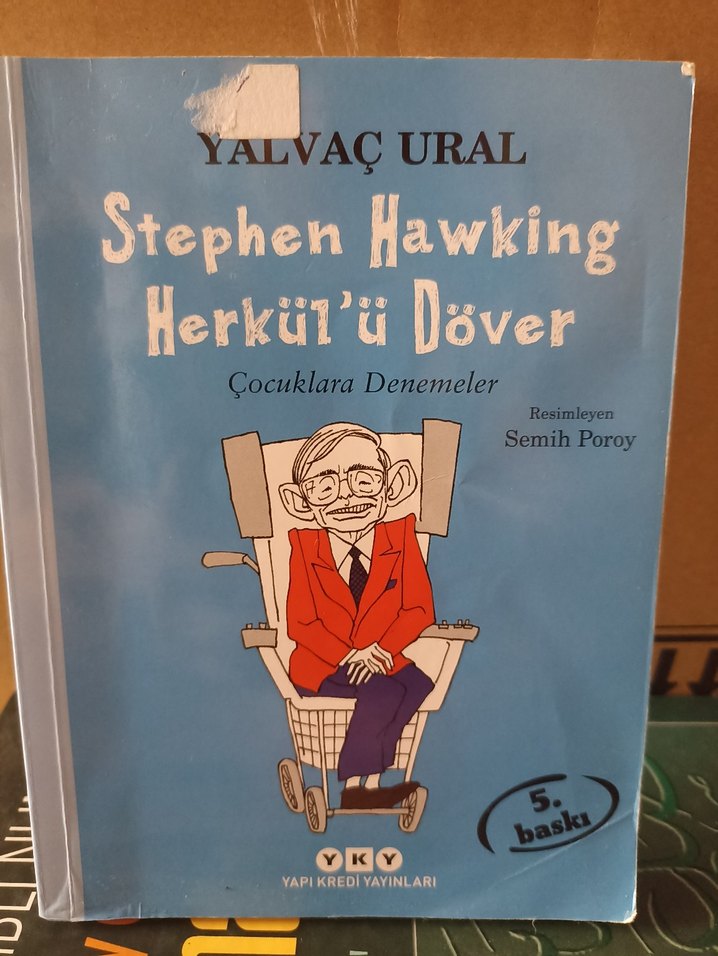 YALVAÇ URAL
Stephen Hawking
Herkül'ü Döver
Çocuklara Denemeler
Resimleyen
Semih Poroy
5.
baskı
YKY
YAPI KREDİ YAYINLARI